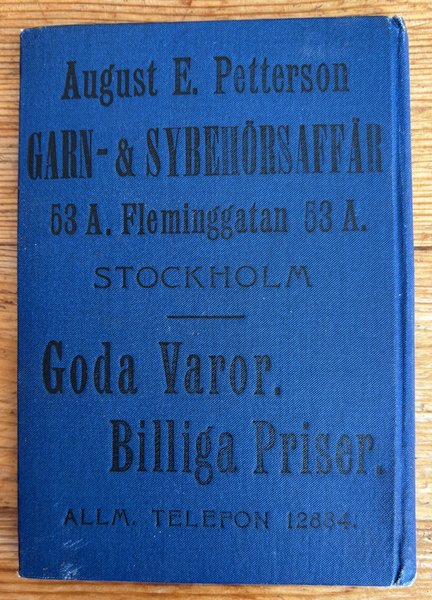 August E. Petterson
GARN- & SYBEHÖRSAFFÄR
53 A. Fleminggatan 53 A.
STOCKHOLM
Goda Varor.
Billiga Priser.
ALLM. TELEFON 12884.